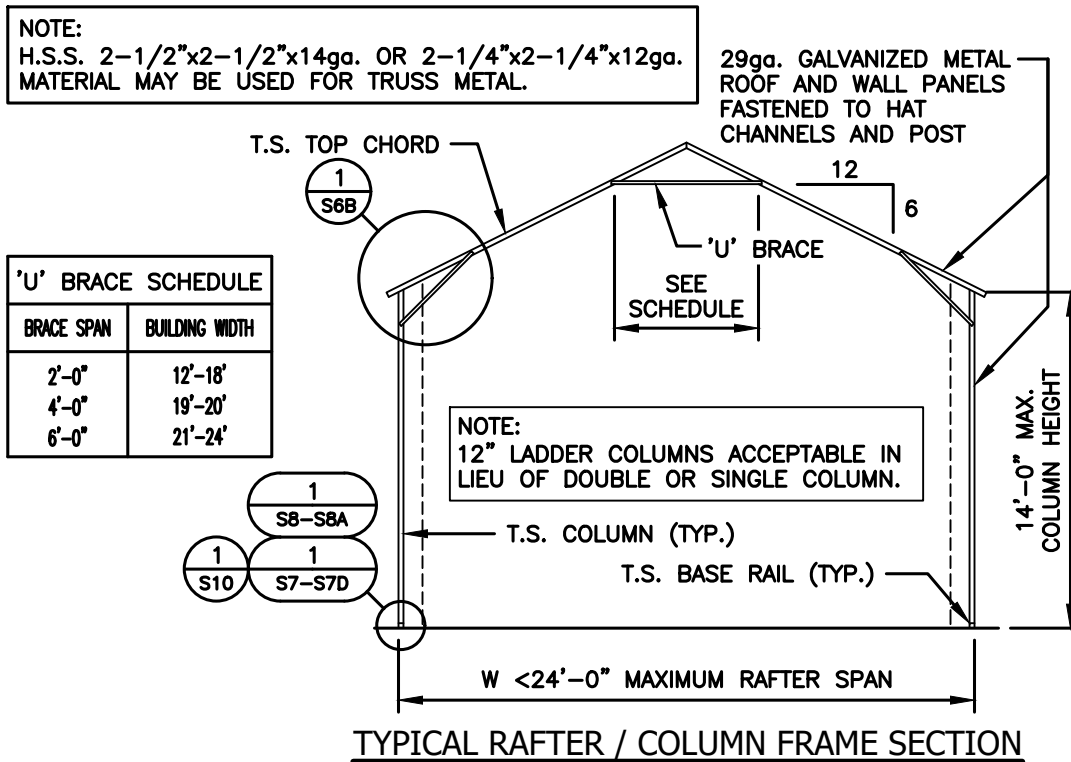 NOTE:
H.S.S. 2-1/2"x2-1/2"x14ga. OR 2-1/4"x2-1/4"x12ga.
MATERIAL MAY BE USED FOR TRUSS METAL.
29ga. GALVANIZED METAL
ROOF AND WALL PANELS
FASTENED TO HAT
CHANNELS AND POST
T.S. TOP CHORD
1
S6B
12
6
'U' BRACE
SEE
SCHEDULE
'U' BRACE SCHEDULE
BRACE SPAN BUILDING WIDTH
2'-0" 12'-18'
4'-0" 19'-20'
6'-0" 21'-24'
NOTE:
12" LADDER COLUMNS ACCEPTABLE IN
LIEU OF DOUBLE OR SINGLE COLUMN.
14'-0" MAX.
COLUMN HEIGHT
1
S8-S8A
1
S10
1
S7-S7D
T.S. COLUMN (TYP.)
T.S. BASE RAIL (TYP.)
W <24'-0" MAXIMUM RAFTER SPAN
TYPICAL RAFTER / COLUMN FRAME SECTION